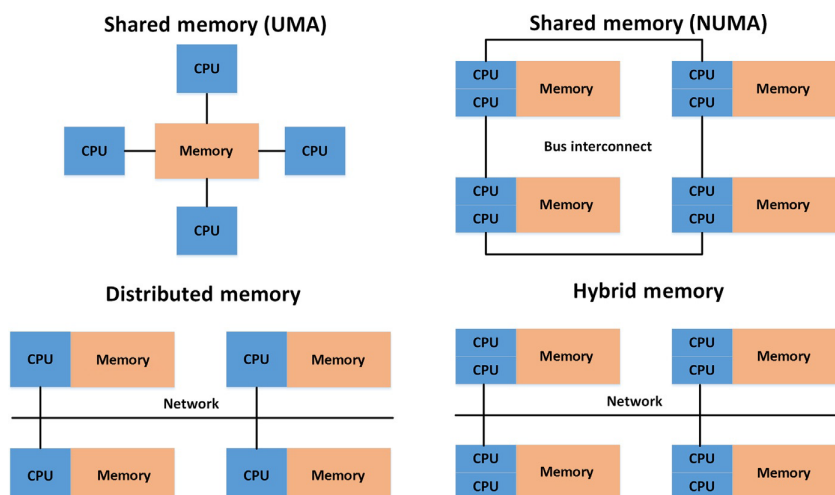 Shared memory (UMA)
CPU
CPU
Memory
CPU
CPU
Shared memory (NUMA)
CPU
CPU
Memory
CPU
CPU
Memory
Bus interconnect
CPU
CPU
Memory
CPU
CPU
Memory
Distributed memory
CPU
Memory
CPU
Memory
Network
CPU
Memory
CPU
Memory
Hybrid memory
CPU
CPU
Memory
CPU
CPU
Memory
Network
CPU
CPU
Memory
CPU
CPU
Memory